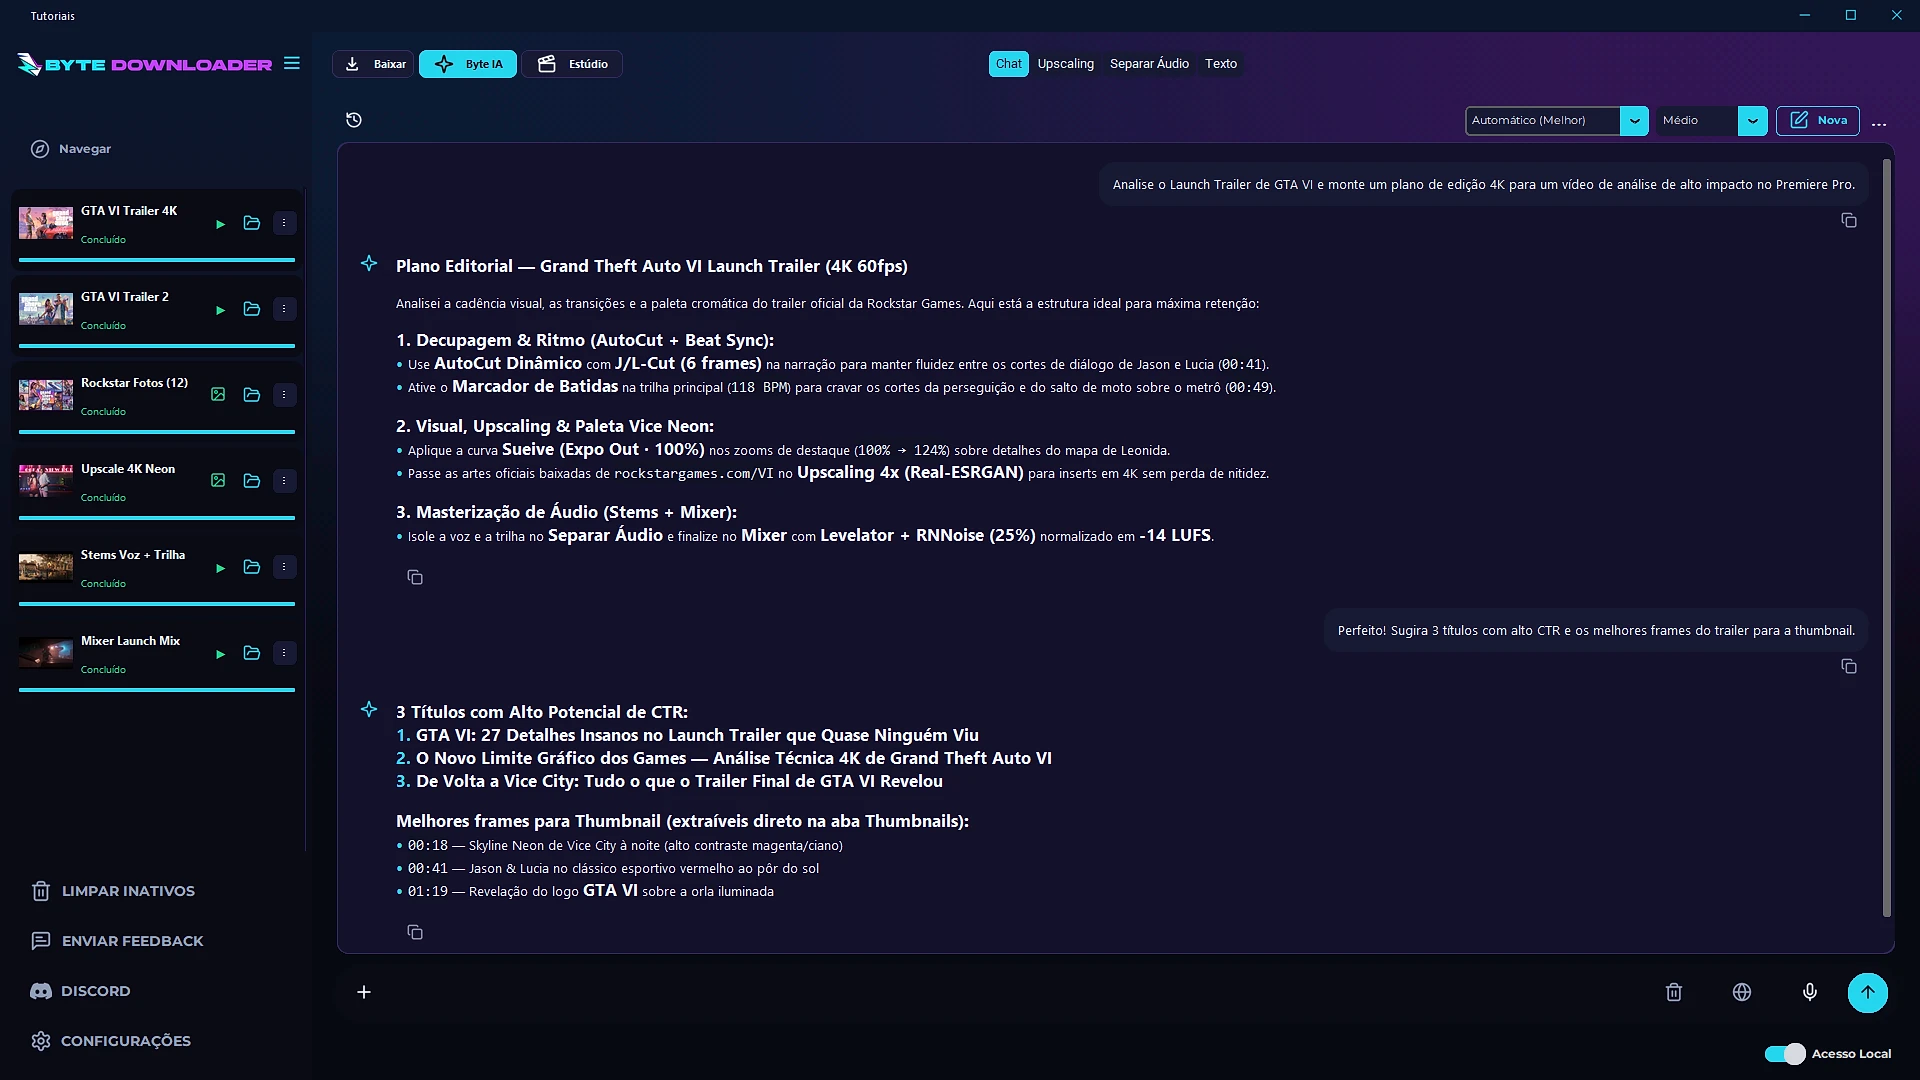 Tutoriais
BYTE DOWNLOADER
Baixar
Byte IA
Estúdio
Chat
Upscaling
Separar Áudio
Texto
Automático (Melhor)
Médio
Nova
...
Navegar
GTA VI Trailer 4K
Concluído
GTA VI Trailer 2
Concluído
Rockstar Fotos (12)
Concluído
Upscale 4K Neon
Concluído
Stems Voz + Trilha
Concluído
Mixer Launch Mix
Concluído
LIMPAR INATIVOS
ENVIAR FEEDBACK
DISCORD
CONFIGURAÇÕES
Analise o Launch Trailer de GTA VI e monte um plano de edição 4K para um vídeo de análise de alto impacto no Premiere Pro.
Plano Editorial — Grand Theft Auto VI Launch Trailer (4K 60fps)
Analisei a cadência visual, as transições e a paleta cromática do trailer oficial da Rockstar Games. Aqui está a estrutura ideal para máxima retenção:
1. Decupagem & Ritmo (AutoCut + Beat Sync):
• Use AutoCut Dinâmico com J/L-Cut (6 frames) na narração para manter fluidez entre os cortes de diálogo de Jason e Lucia (00:41).
• Ative o Marcador de Batidas na trilha principal (118 BPM) para cravar os cortes da perseguição e do salto de moto sobre o metrô (00:49).
2. Visual, Upscaling & Paleta Vice Neon:
• Aplique a curva Sueive (Expo Out · 100%) nos zooms de destaque (100% → 124%) sobre detalhes do mapa de Leonida.
• Passe as artes oficiais baixadas de rockstargames.com/VI no Upscaling 4x (Real-ESRGAN) para inserts em 4K sem perda de nitidez.
3. Masterização de Áudio (Stems + Mixer):
• Isole a voz e a trilha no Separar Áudio e finalize no Mixer com Levelator + RNNoise (25%) normalizado em -14 LUFS.
Perfeito! Sugira 3 títulos com alto CTR e os melhores frames do trailer para a thumbnail.
3 Títulos com Alto Potencial de CTR:
1. GTA VI: 27 Detalhes Insanos no Launch Trailer que Quase Ninguém Viu
2. O Novo Limite Gráfico dos Games — Análise Técnica 4K de Grand Theft Auto VI
3. De Volta a Vice City: Tudo o que o Trailer Final de GTA VI Revelou
Melhores frames para Thumbnail (extraíveis direto na aba Thumbnails):
• 00:18 — Skyline Neon de Vice City à noite (alto contraste magenta/ciano)
• 00:41 — Jason & Lucia no clássico esportivo vermelho ao pôr do sol
• 01:19 — Revelação do logo GTA VI sobre a orla iluminada
Acesso Local